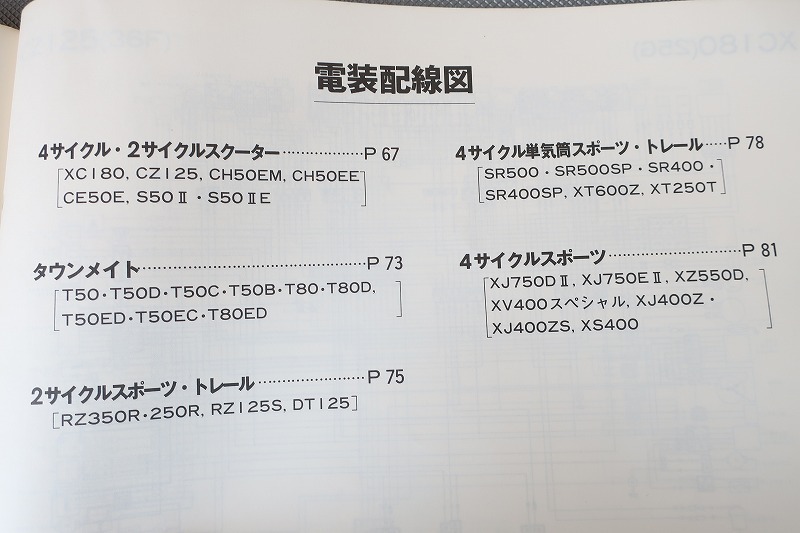 電装配線図
4サイクル・2サイクルスクーター………………P 67
XC180, CZ125, CH50EM, CH50EE
CE50E, S50Ⅱ・S50ⅡE
タウンメイト…………………………………P 73
T50・T50D・T50C・T50B・T80・T80D,
T50ED・T50EC・T80ED
2サイクルスポーツ・トレール……………………P 75
[RZ350R・250R, RZ125S, DT125]
4サイクル単気筒スポーツ・トレール……P 78
SR500・SR500SP・SR400・
SR400SP, XT600Z, XT250T
4サイクルスポーツ…………………………P 81
XJ750DⅡ, XJ750EⅡ, XZ550D,
XV400スペシャル, XJ400Z・
XJ400ZS, XS400